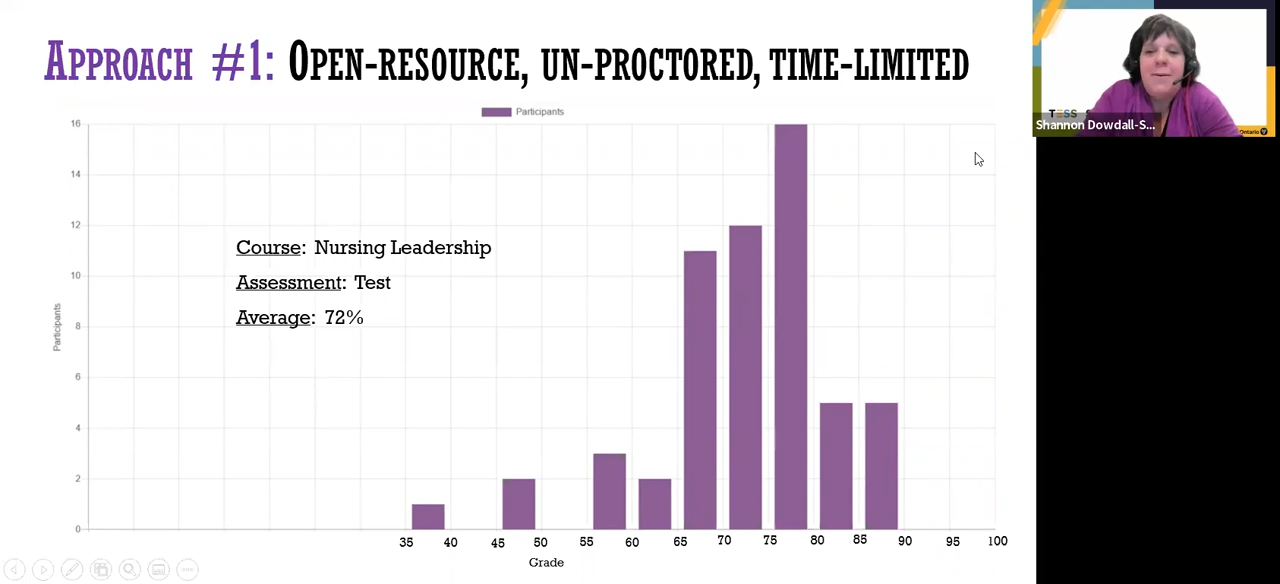 APPROACH #1: OPEN-RESOURCE, UN-PROCTORED, TIME-LIMITED
Participants
16
14
12
10
8
6
4
2
0
Participants
Course: Nursing Leadership
Assessment: Test
Average: 72%
35 40 45 50 55 60 65 70 75 80 85 90 95 100
Grade
TESS
Shannon Dowdall-S...
Ontario